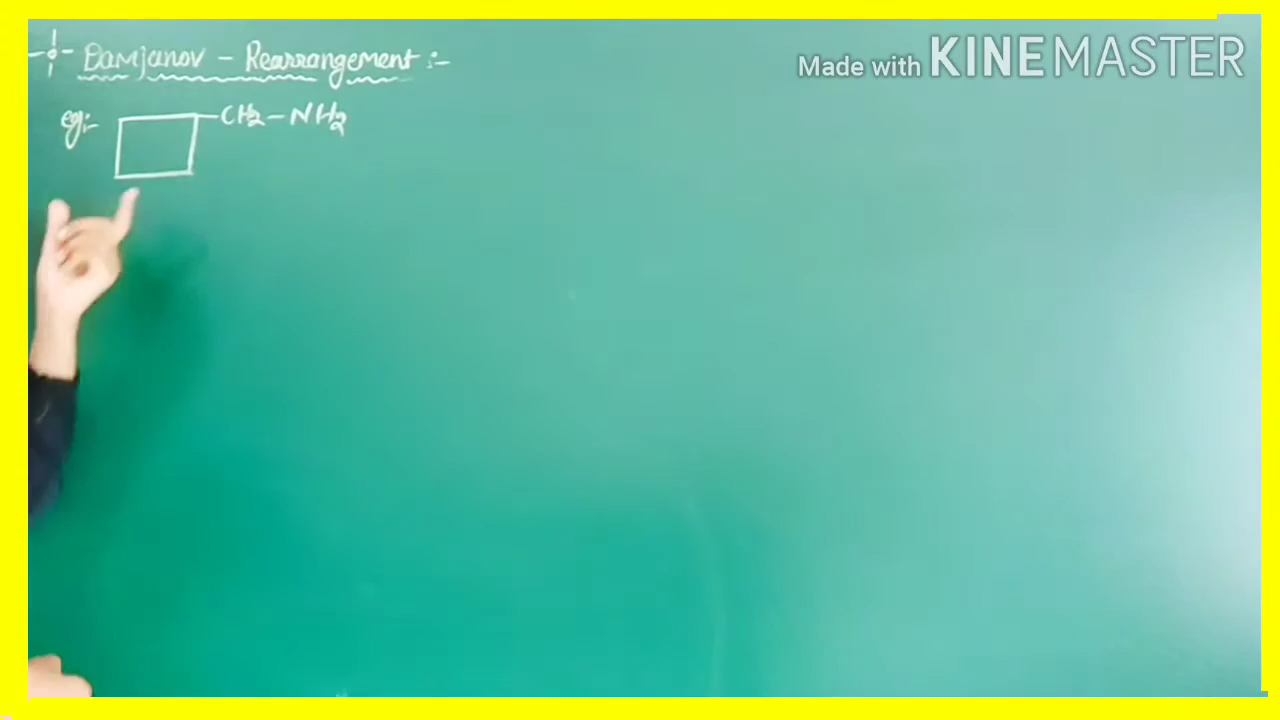 Damjanov - Rearrangement :-
Made with KINEMASTER
eg:- CH2 - NH2